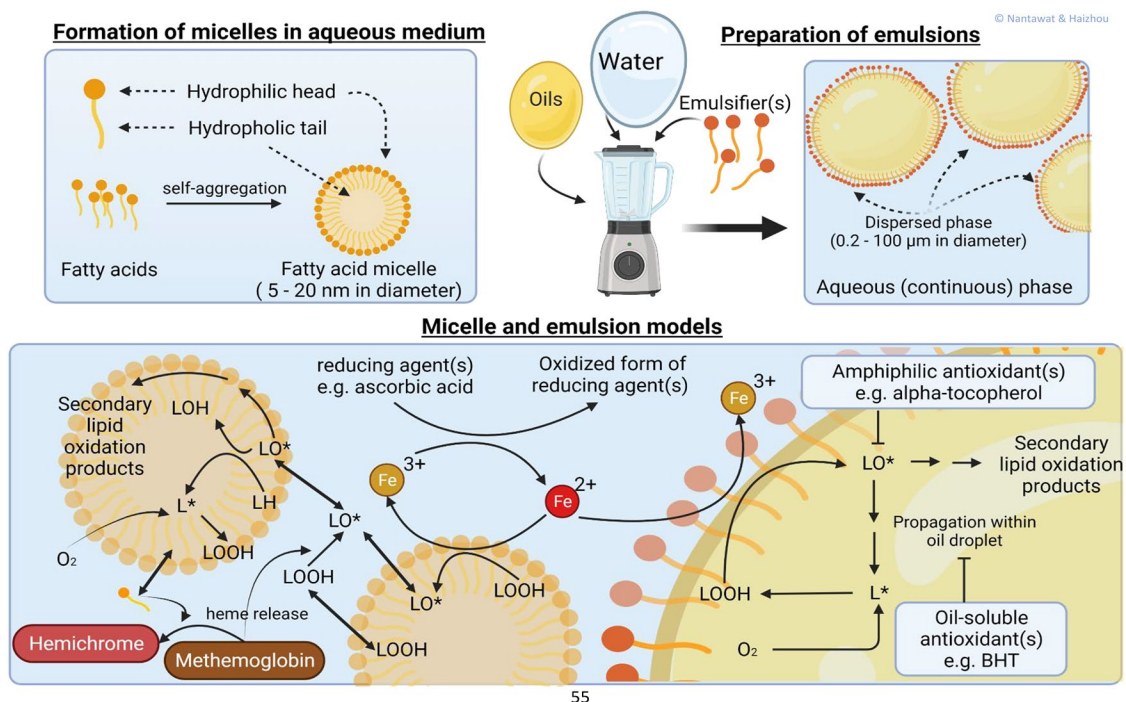 © Nantawat & Haizhou
Formation of micelles in aqueous medium
Hydrophilic head
Hydropholic tail
self-aggregation
Fatty acids
Fatty acid micelle
( 5 - 20 nm in diameter)
Preparation of emulsions
Oils
Water
Emulsifier(s)
Dispersed phase
(0.2 - 100 µm in diameter)
Aqueous (continuous) phase
Micelle and emulsion models
Secondary
lipid
oxidation
products
LOH
LO*
L*
LH
LOOH
O₂
heme release
Hemichrome
Methemoglobin
reducing agent(s)
e.g. ascorbic acid
Oxidized form of
reducing agent(s)
Fe
3+
Fe
2+
LO*
LOOH
LOOH
LO*
LOOH
Fe
3+
Amphiphilic antioxidant(s)
e.g. alpha-tocopherol
LO*
Secondary
lipid oxidation
products
Propagation within
oil droplet
LOOH
L*
O₂
Oil-soluble
antioxidant(s)
e.g. BHT
55